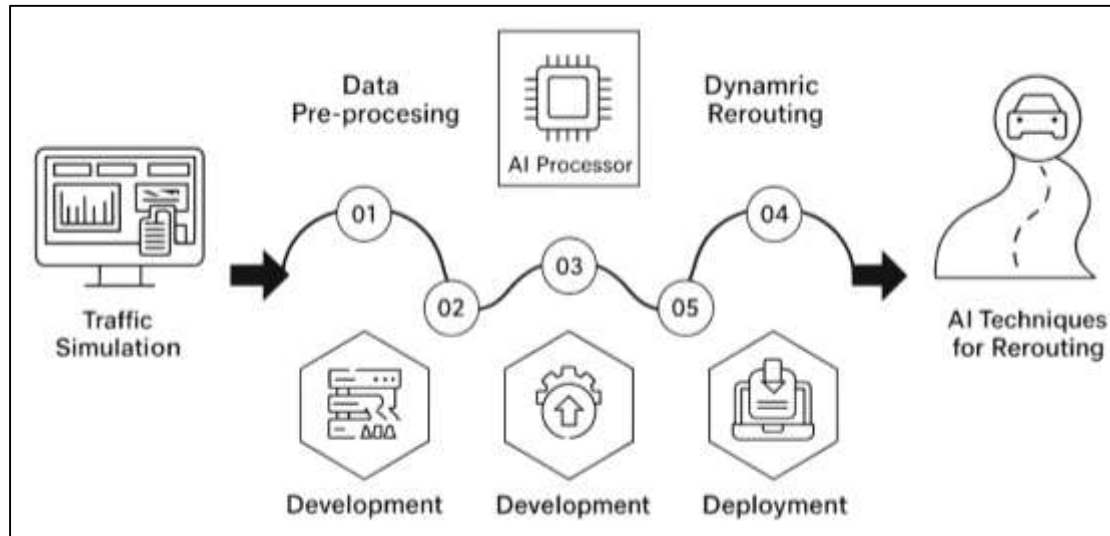 Data
Pre-procesing
AI Processor
Dynamric
Rerouting
Traffic
Simulation
01
02
03
04
05
AI Techniques
for Rerouting
Development
Development
Deployment